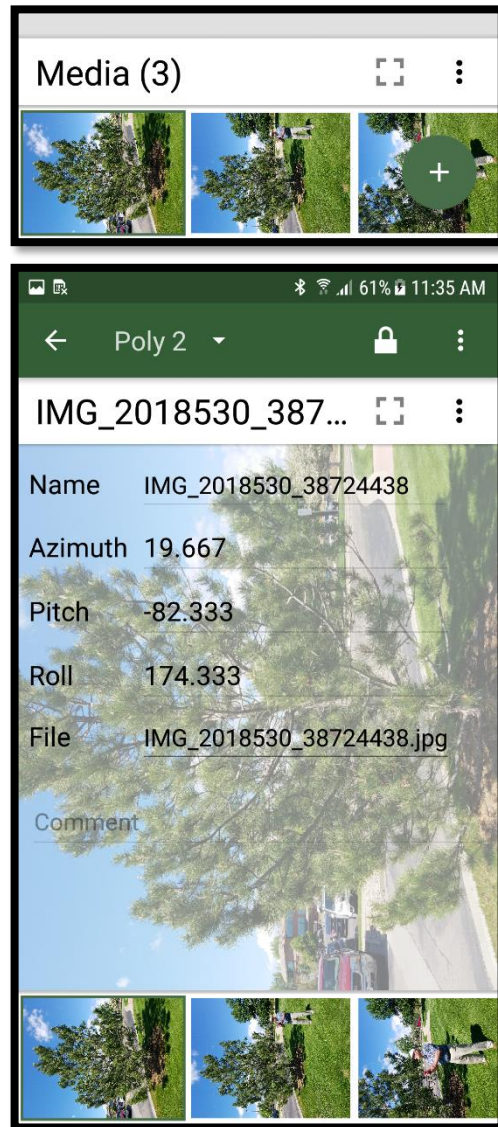 Media (3)
+
61% 11:35 AM
Poly 2
IMG_2018530_387...
Name IMG_2018530_38724438
Azimuth 19.667
Pitch -82.333
Roll 174.333
File IMG_2018530_38724438.jpg
Comment